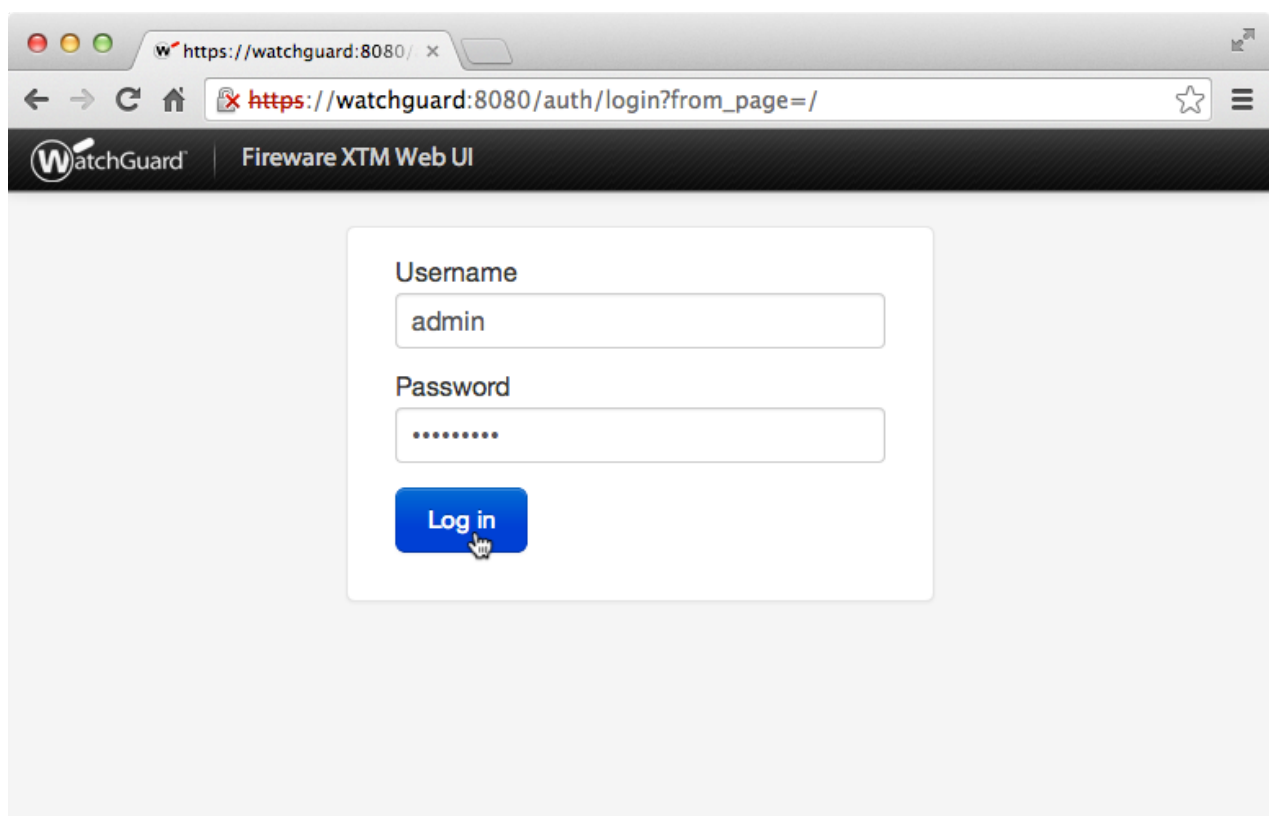 https://watchguard:8080/
https://watchguard:8080/auth/login?from_page=/
WatchGuard Fireware XTM Web UI
Username
admin
Password
•••••••••
Log in